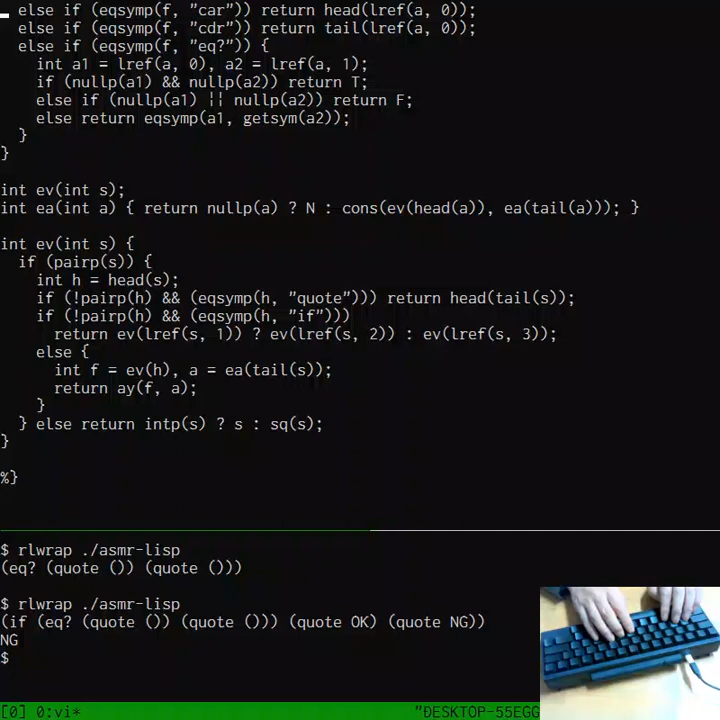 else if (eqsymp(f, "car")) return head(lref(a, 0));
  else if (eqsymp(f, "cdr")) return tail(lref(a, 0));
  else if (eqsymp(f, "eq?")) {
    int a1 = lref(a, 0), a2 = lref(a, 1);
    if (nullp(a1) && nullp(a2)) return T;
    else if (nullp(a1) || nullp(a2)) return F;
    else return eqsymp(a1, getsym(a2));
  }
}

int ev(int s);
int ea(int a) { return nullp(a) ? N : cons(ev(head(a)), ea(tail(a))); }

int ev(int s) {
  if (pairp(s)) {
    int h = head(s);
    if (!pairp(h) && (eqsymp(h, "quote"))) return head(tail(s));
    if (!pairp(h) && (eqsymp(h, "if")))
      return ev(lref(s, 1)) ? ev(lref(s, 2)) : ev(lref(s, 3));
    else {
      int f = ev(h), a = ea(tail(s));
      return ay(f, a);
    }
  } else return intp(s) ? s : sq(s);
}

%}

$ rlwrap ./asmr-lisp
(eq? (quote ()) (quote ()))

$ rlwrap ./asmr-lisp
(if (eq? (quote ()) (quote ())) (quote OK) (quote NG))
NG
$
[0] 0:vi* "DESKTOP-55EGG